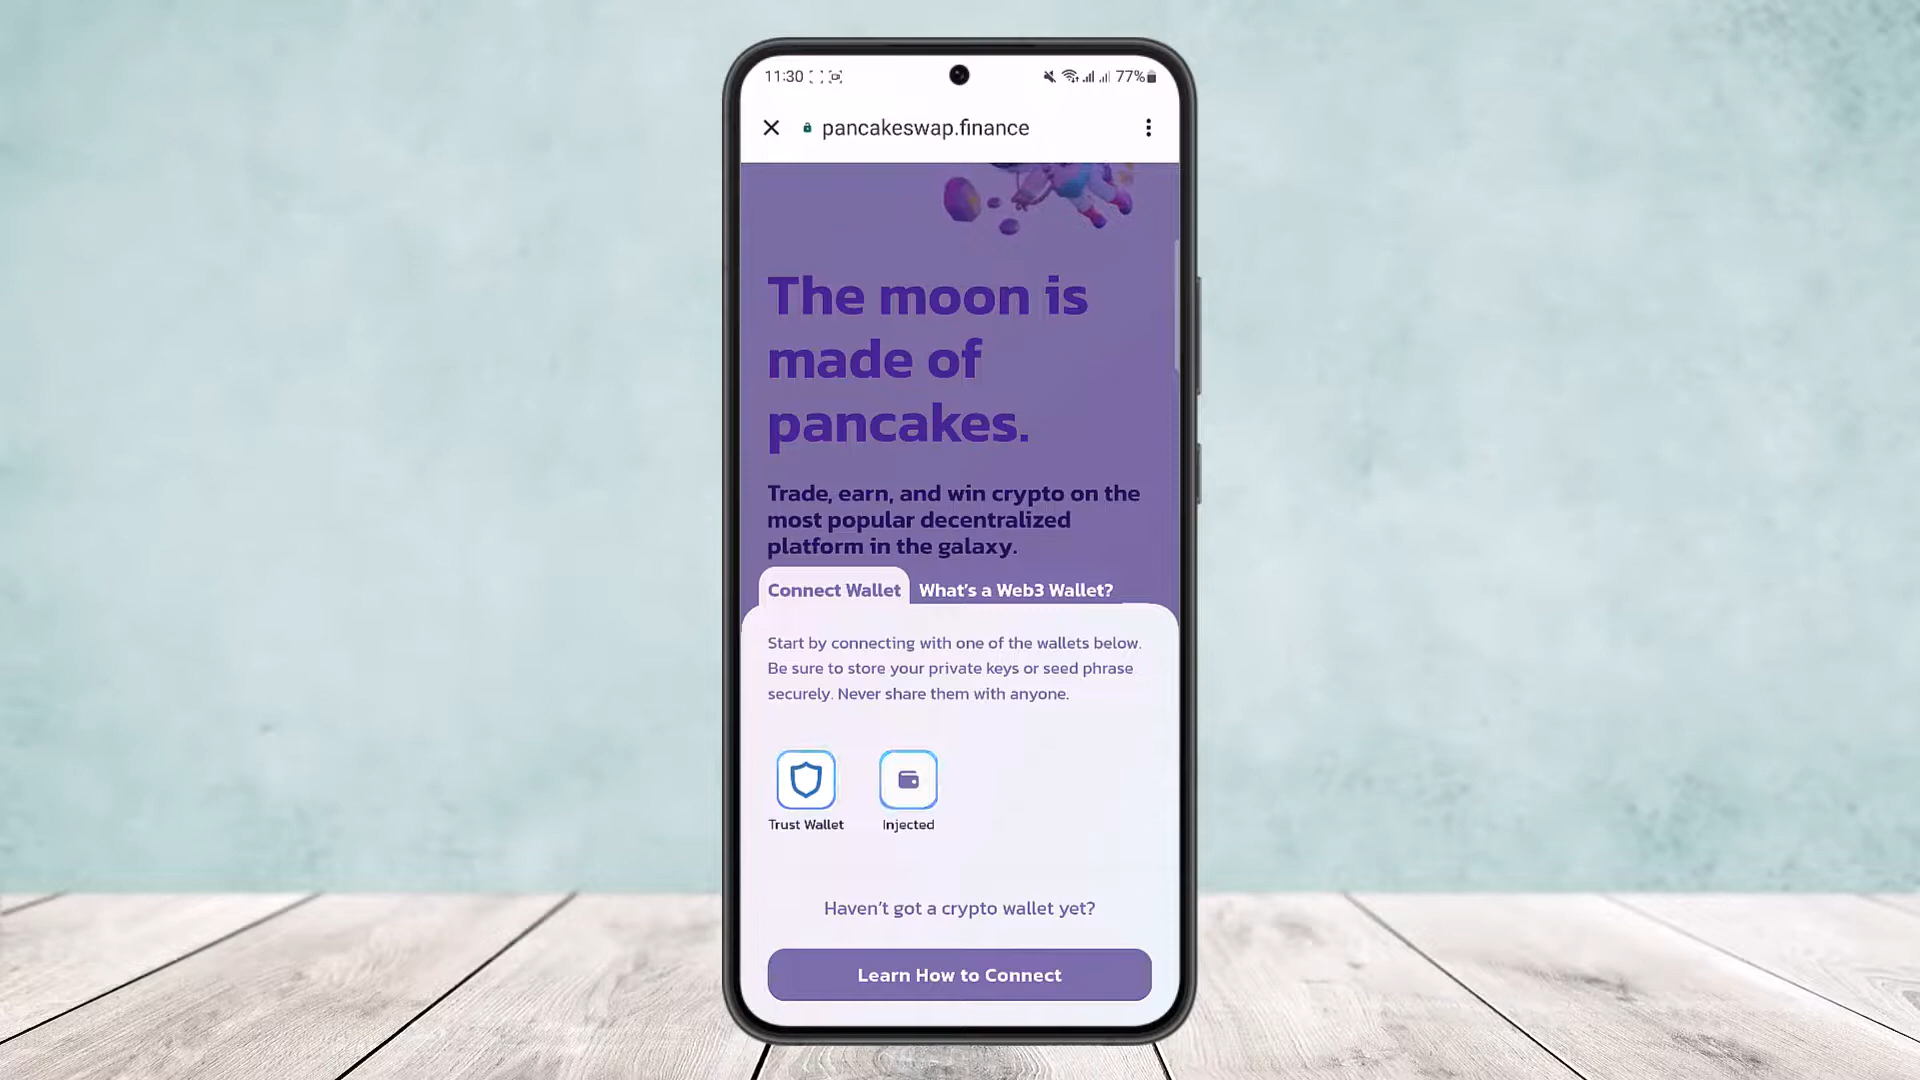 11:30
77%
pancakeswap.finance
The moon is
made of
pancakes.
Trade, earn, and win crypto on the
most popular decentralized
platform in the galaxy.
Connect Wallet
What's a Web3 Wallet?
Start by connecting with one of the wallets below.
Be sure to store your private keys or seed phrase
securely. Never share them with anyone.
Trust Wallet
Injected
Haven't got a crypto wallet yet?
Learn How to Connect